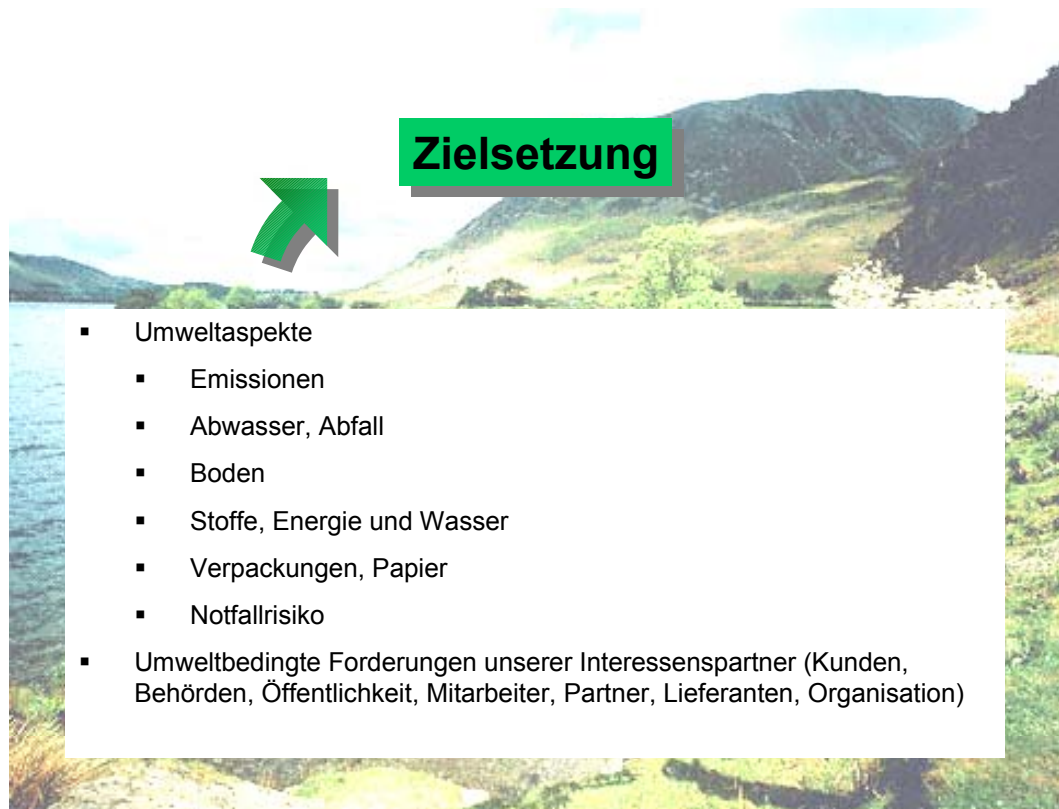 Zielsetzung
▪ Umweltaspekte
▪ Emissionen
▪ Abwasser, Abfall
▪ Boden
▪ Stoffe, Energie und Wasser
▪ Verpackungen, Papier
▪ Notfallrisiko
▪ Umweltbedingte Forderungen unserer Interessenspartner (Kunden,
Behörden, Öffentlichkeit, Mitarbeiter, Partner, Lieferanten, Organisation)